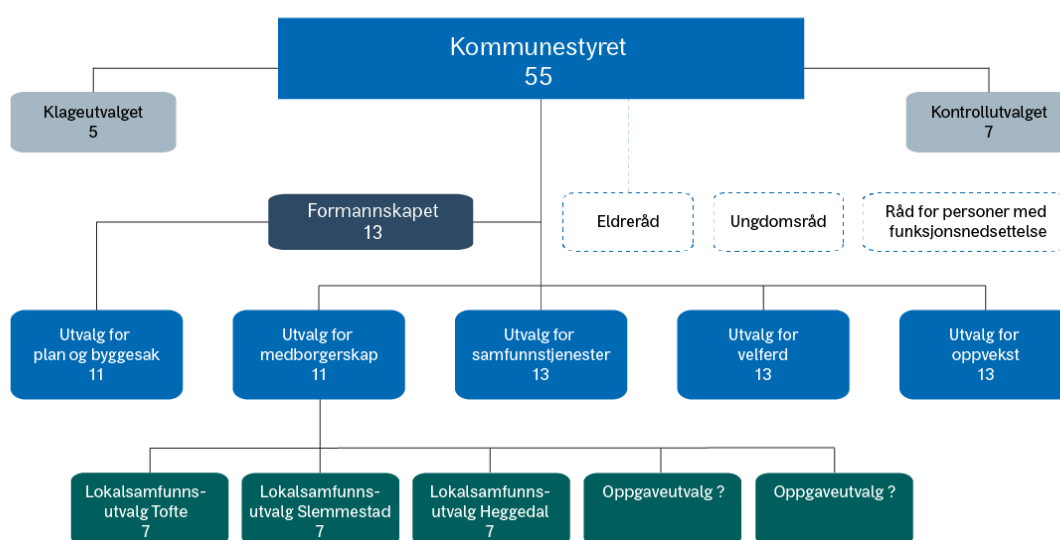 Kommunestyret
55
Klageutvalget
5
Kontrollutvalget
7
Formannskapet
13
Eldreråd
Ungdomsråd
Råd for personer med
funksjonsnedsettelse
Utvalg for
plan og byggesak
11
Utvalg for
medborgerskap
11
Utvalg for
samfunnstjenester
13
Utvalg for
velferd
13
Utvalg for
oppvekst
13
Lokalsamfunns-
utvalg Tofte
7
Lokalsamfunns-
utvalg Slemmestad
7
Lokalsamfunns-
utvalg Heggedal
7
Oppgaveutvalg ?
Oppgaveutvalg ?